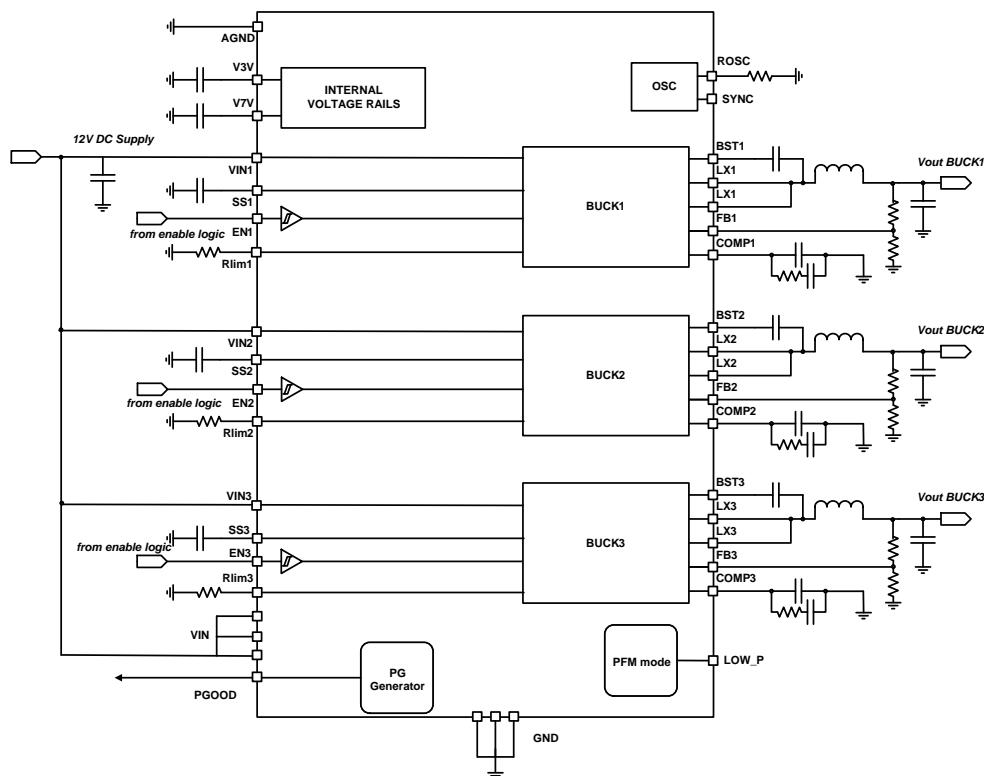 AGND
V3V
V7V
INTERNAL
VOLTAGE RAILS
OSC
ROSC
SYNC
12V DC Supply
VIN1
SS1
from enable logic
EN1
Rlim1
BUCK1
BST1
LX1
LX1
FB1
COMP1
Vout BUCK1
VIN2
SS2
from enable logic
EN2
Rlim2
BUCK2
BST2
LX2
LX2
FB2
COMP2
Vout BUCK2
VIN3
SS3
from enable logic
EN3
Rlim3
BUCK3
BST3
LX3
LX3
FB3
COMP3
Vout BUCK3
VIN
PGOOD
PG
Generator
PFM mode
LOW_P
GND